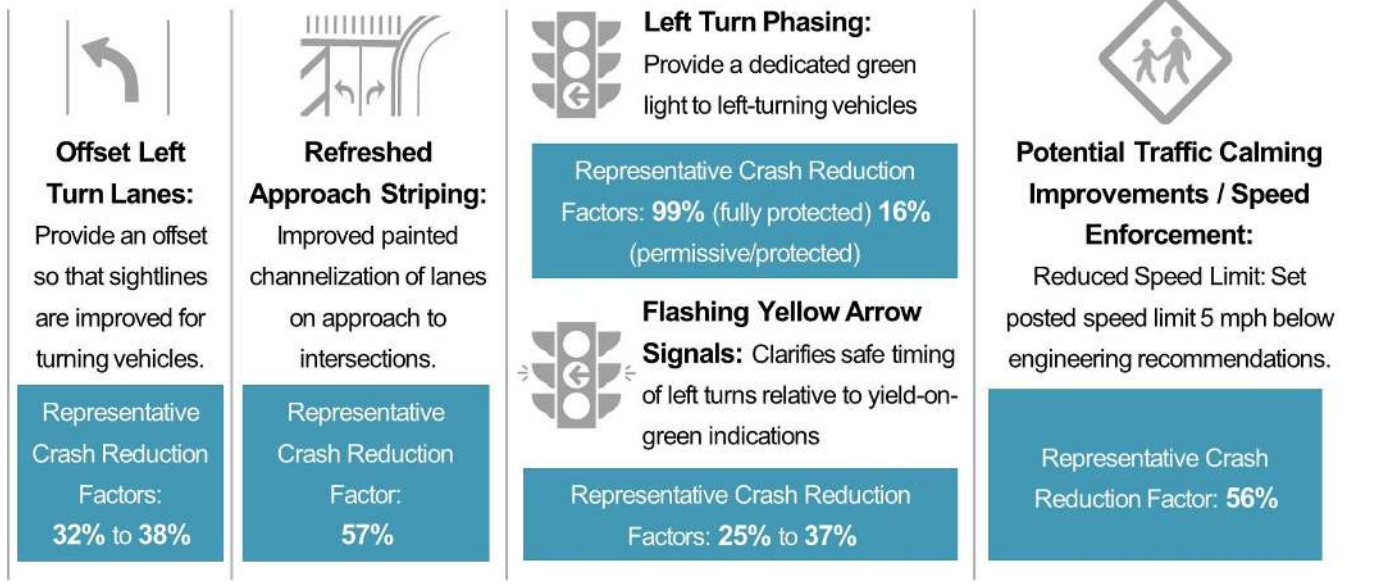 Offset Left
Turn Lanes:
Provide an offset
so that sightlines
are improved for
turning vehicles.
Representative
Crash Reduction
Factors:
32% to 38%
Refreshed
Approach Striping:
Improved painted
channelization of lanes
on approach to
intersections.
Representative
Crash Reduction
Factor:
57%
Left Turn Phasing:
Provide a dedicated green
light to left-turning vehicles
Representative Crash Reduction
Factors: 99% (fully protected) 16%
(permissive/protected)
Flashing Yellow Arrow
Signals: Clarifies safe timing
of left turns relative to yield-on-
green indications
Representative Crash Reduction
Factors: 25% to 37%
Potential Traffic Calming
Improvements / Speed
Enforcement:
Reduced Speed Limit: Set
posted speed limit 5 mph below
engineering recommendations.
Representative Crash
Reduction Factor: 56%